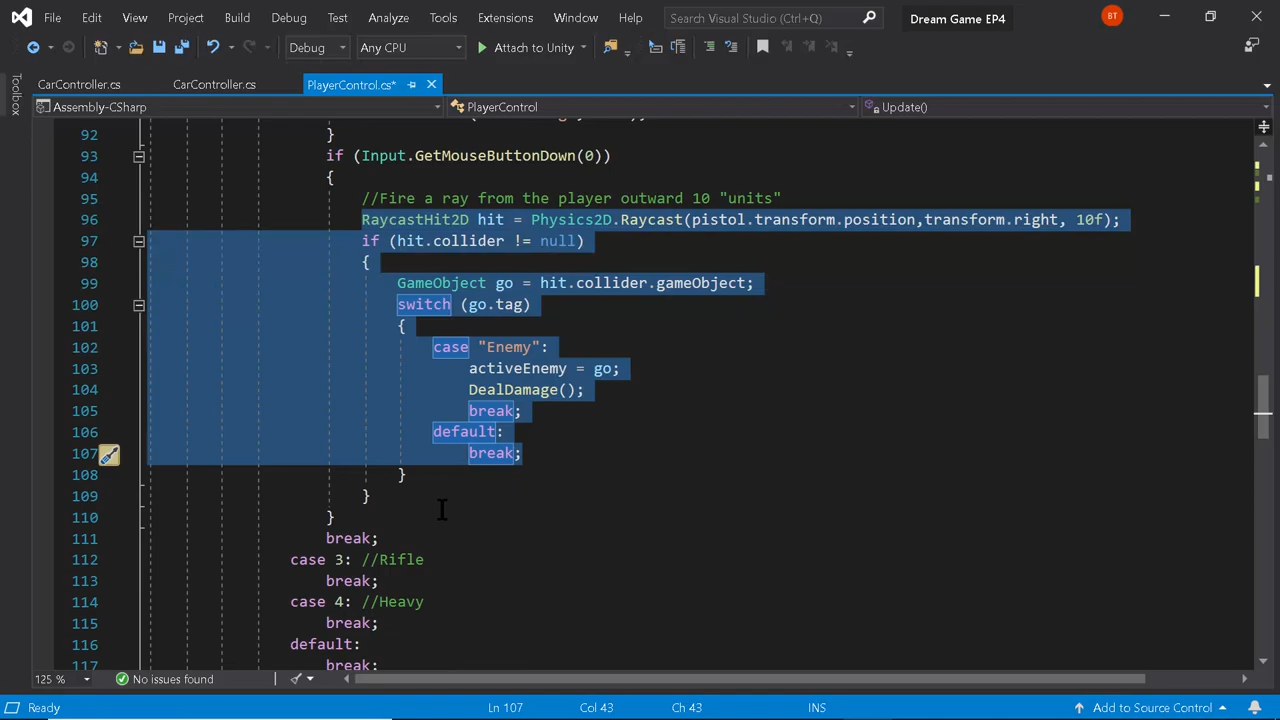 File Edit View Project Build Debug Test Analyze Tools Extensions Window Help Search Visual Studio (Ctrl+Q) Dream Game EP4 BT
Debug Any CPU Attach to Unity
CarController.cs CarController.cs PlayerControl.cs*
Toolbox
Assembly-CSharp PlayerControl Update()
92 }
93 if (Input.GetMouseButtonDown(0))
94 {
95 //Fire a ray from the player outward 10 "units"
96 RaycastHit2D hit = Physics2D.Raycast(pistol.transform.position,transform.right, 10f);
97 if (hit.collider != null)
98 {
99 GameObject go = hit.collider.gameObject;
100 switch (go.tag)
101 {
102 case "Enemy":
103 activeEnemy = go;
104 DealDamage();
105 break;
106 default:
107 break;
108 }
109 }
110 }
111 break;
112 case 3: //Rifle
113 break;
114 case 4: //Heavy
115 break;
116 default:
117 break;
125 % No issues found
Ready Ln 107 Col 43 Ch 43 INS Add to Source Control